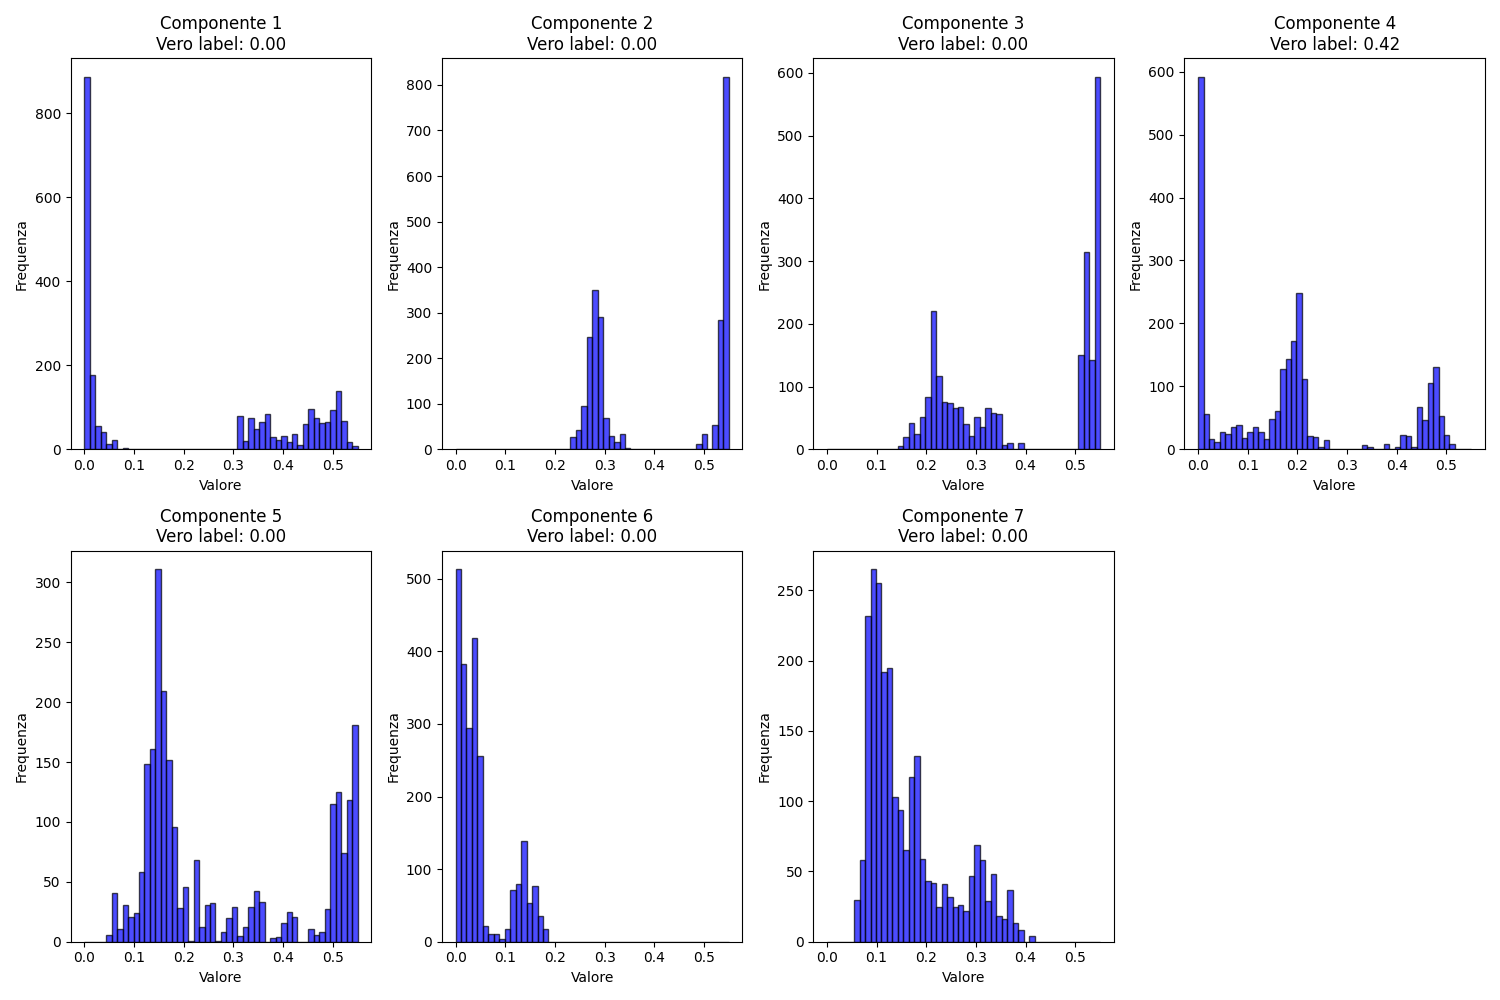 Componente 1
Vero label: 0.00
Componente 2
Vero label: 0.00
Componente 3
Vero label: 0.00
Componente 4
Vero label: 0.42
Frequenza
800
600
400
200
0
0.0 0.1 0.2 0.3 0.4 0.5
Valore
Frequenza
800
700
600
500
400
300
200
100
0
0.0 0.1 0.2 0.3 0.4 0.5
Valore
Frequenza
600
500
400
300
200
100
0
0.0 0.1 0.2 0.3 0.4 0.5
Valore
Frequenza
600
500
400
300
200
100
0
0.0 0.1 0.2 0.3 0.4 0.5
Valore
Componente 5
Vero label: 0.00
Componente 6
Vero label: 0.00
Componente 7
Vero label: 0.00
Frequenza
300
250
200
150
100
50
0
0.0 0.1 0.2 0.3 0.4 0.5
Valore
Frequenza
500
400
300
200
100
0
0.0 0.1 0.2 0.3 0.4 0.5
Valore
Frequenza
250
200
150
100
50
0
0.0 0.1 0.2 0.3 0.4 0.5
Valore